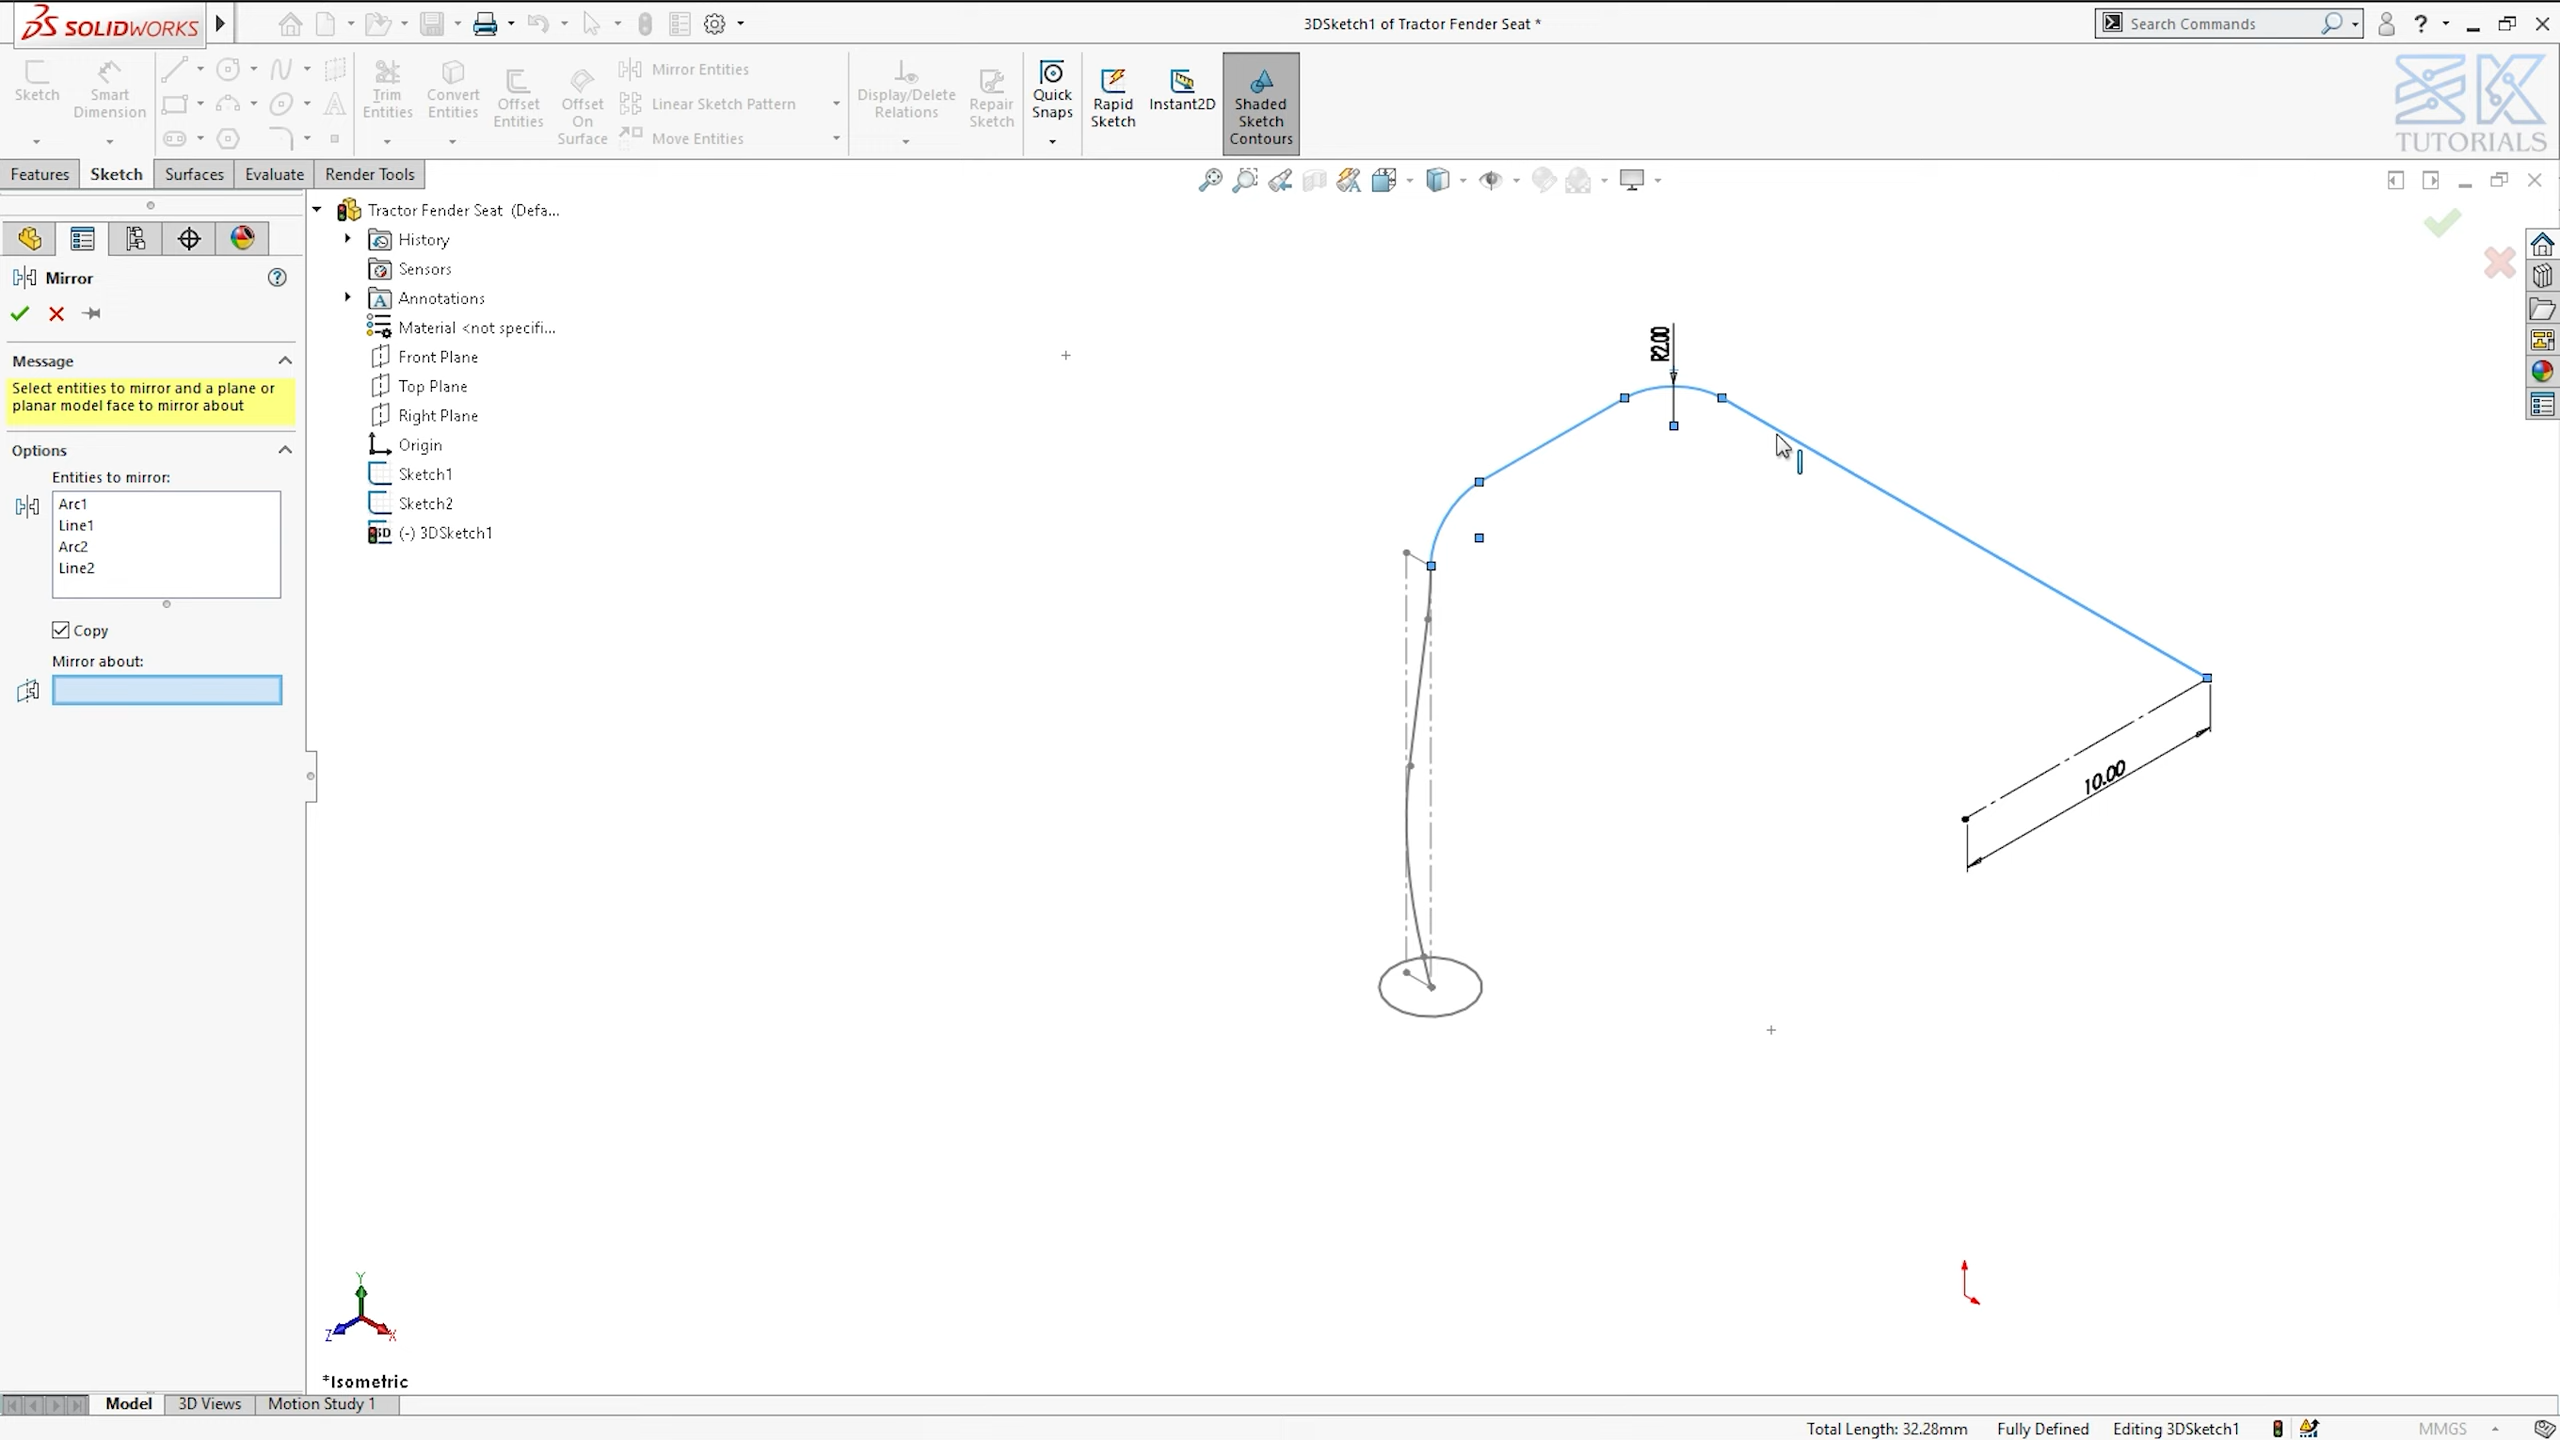 SOLIDWORKS
3DSketch1 of Tractor Fender Seat *
Search Commands
?
Sketch
Smart
Dimension
Trim
Entities
Convert
Entities
Offset
Entities
Offset
On
Surface
Mirror Entities
Linear Sketch Pattern
Move Entities
Display/Delete
Relations
Repair
Sketch
Quick
Snaps
Rapid
Sketch
Instant2D
Shaded
Sketch
Contours
SK
TUTORIALS
Features
Sketch
Surfaces
Evaluate
Render Tools
Mirror
?
Message
Select entities to mirror and a plane or
planar model face to mirror about
Options
Entities to mirror:
Arc1
Line1
Arc2
Line2
Copy
Mirror about:
Tractor Fender Seat (Defa...
History
Sensors
Annotations
Material <not specifi...
Front Plane
Top Plane
Right Plane
Origin
Sketch1
Sketch2
(-) 3DSketch1
R2.00
10.00
Y
Z
X
*Isometric
Model
3D Views
Motion Study 1
Total Length: 32.28mm
Fully Defined
Editing 3DSketch1
MMGS